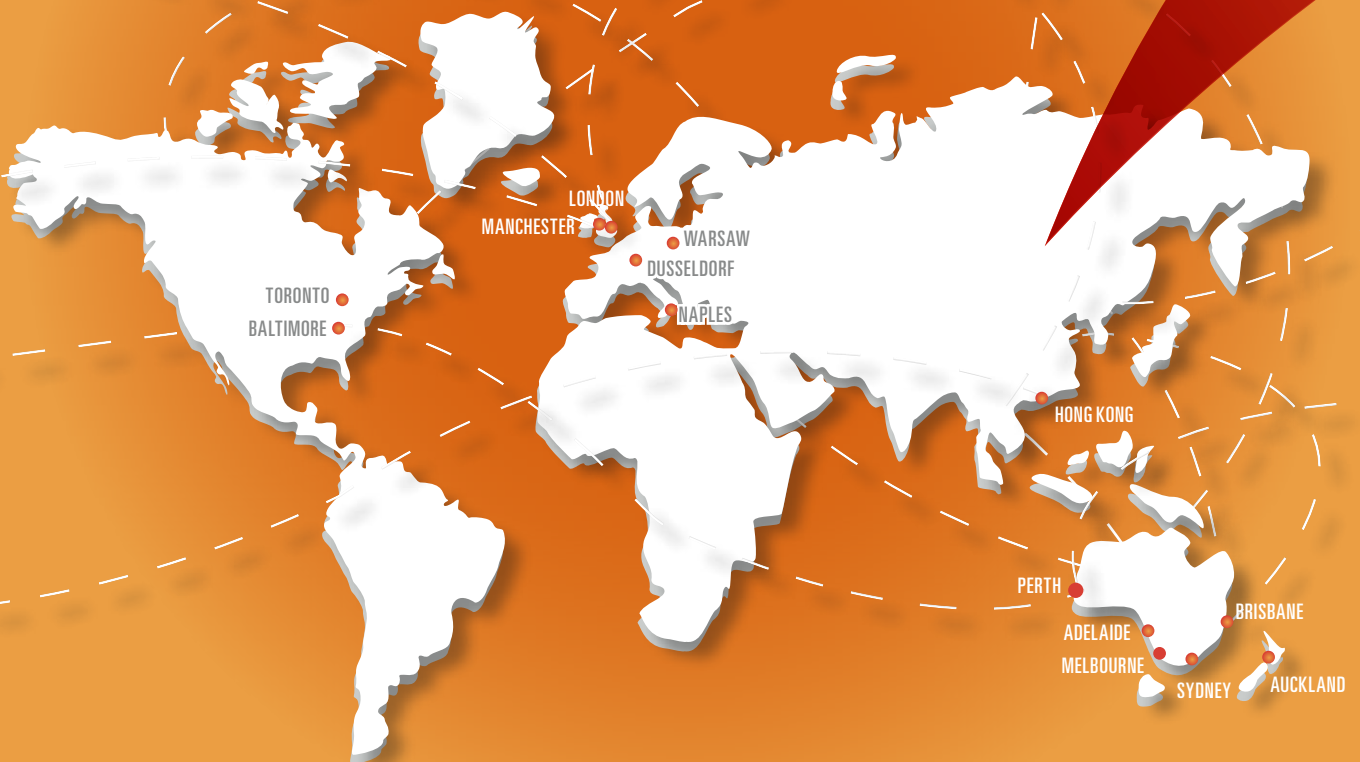 LONDON
MANCHESTER
WARSAW
DUSSELDORF
TORONTO
NAPLES
BALTIMORE
HONG KONG
PERTH
BRISBANE
ADELAIDE
MELBOURNE
SYDNEY
AUCKLAND